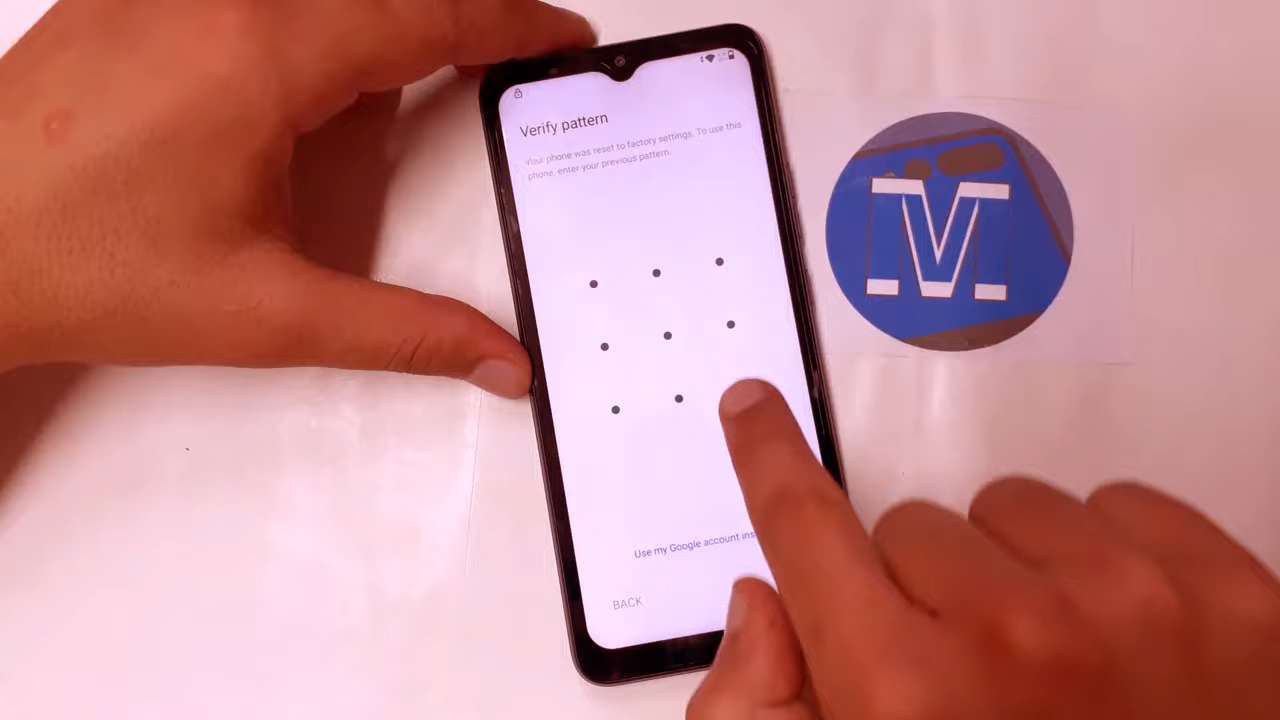 Verify pattern
Your phone was reset to factory settings. To use this
phone, enter your previous pattern.
Use my Google account ins
BACK
M